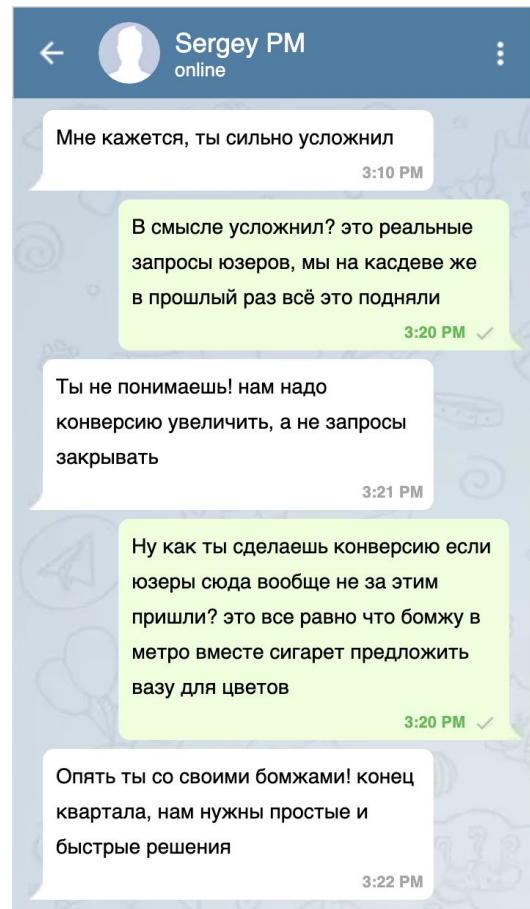 Sergey PM
online
Мне кажется, ты сильно усложнил
3:10 PM
В смысле усложнил? это реальные
запросы юзеров, мы на касдеве же
в прошлый раз всё это подняли
3:20 PM
Ты не понимаешь! нам надо
конверсию увеличить, а не запросы
закрывать
3:21 PM
Ну как ты сделаешь конверсию если
юзеры сюда вообще не за этим
пришли? это все равно что бомжу в
метро вместо сигарет предложить
вазу для цветов
3:20 PM
Опять ты со своими бомжами! конец
квартала, нам нужны простые и
быстрые решения
3:22 PM